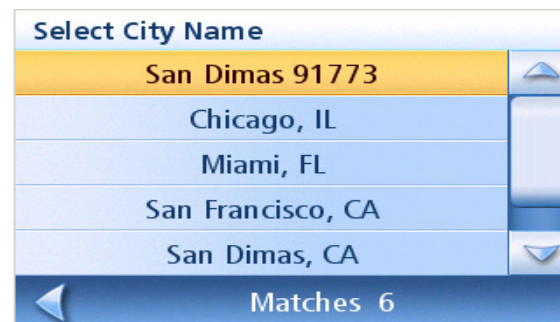 Select City Name
San Dimas 91773
Chicago, IL
Miami, FL
San Francisco, CA
San Dimas, CA
Matches 6